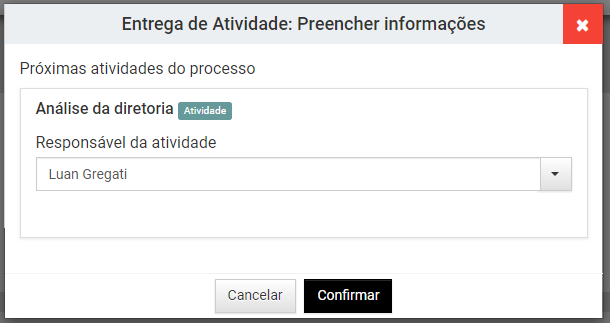 Entrega de Atividade: Preencher informações
Próximas atividades do processo
Análise da diretoria Atividade
Responsável da atividade
Luan Gregati
Cancelar Confirmar